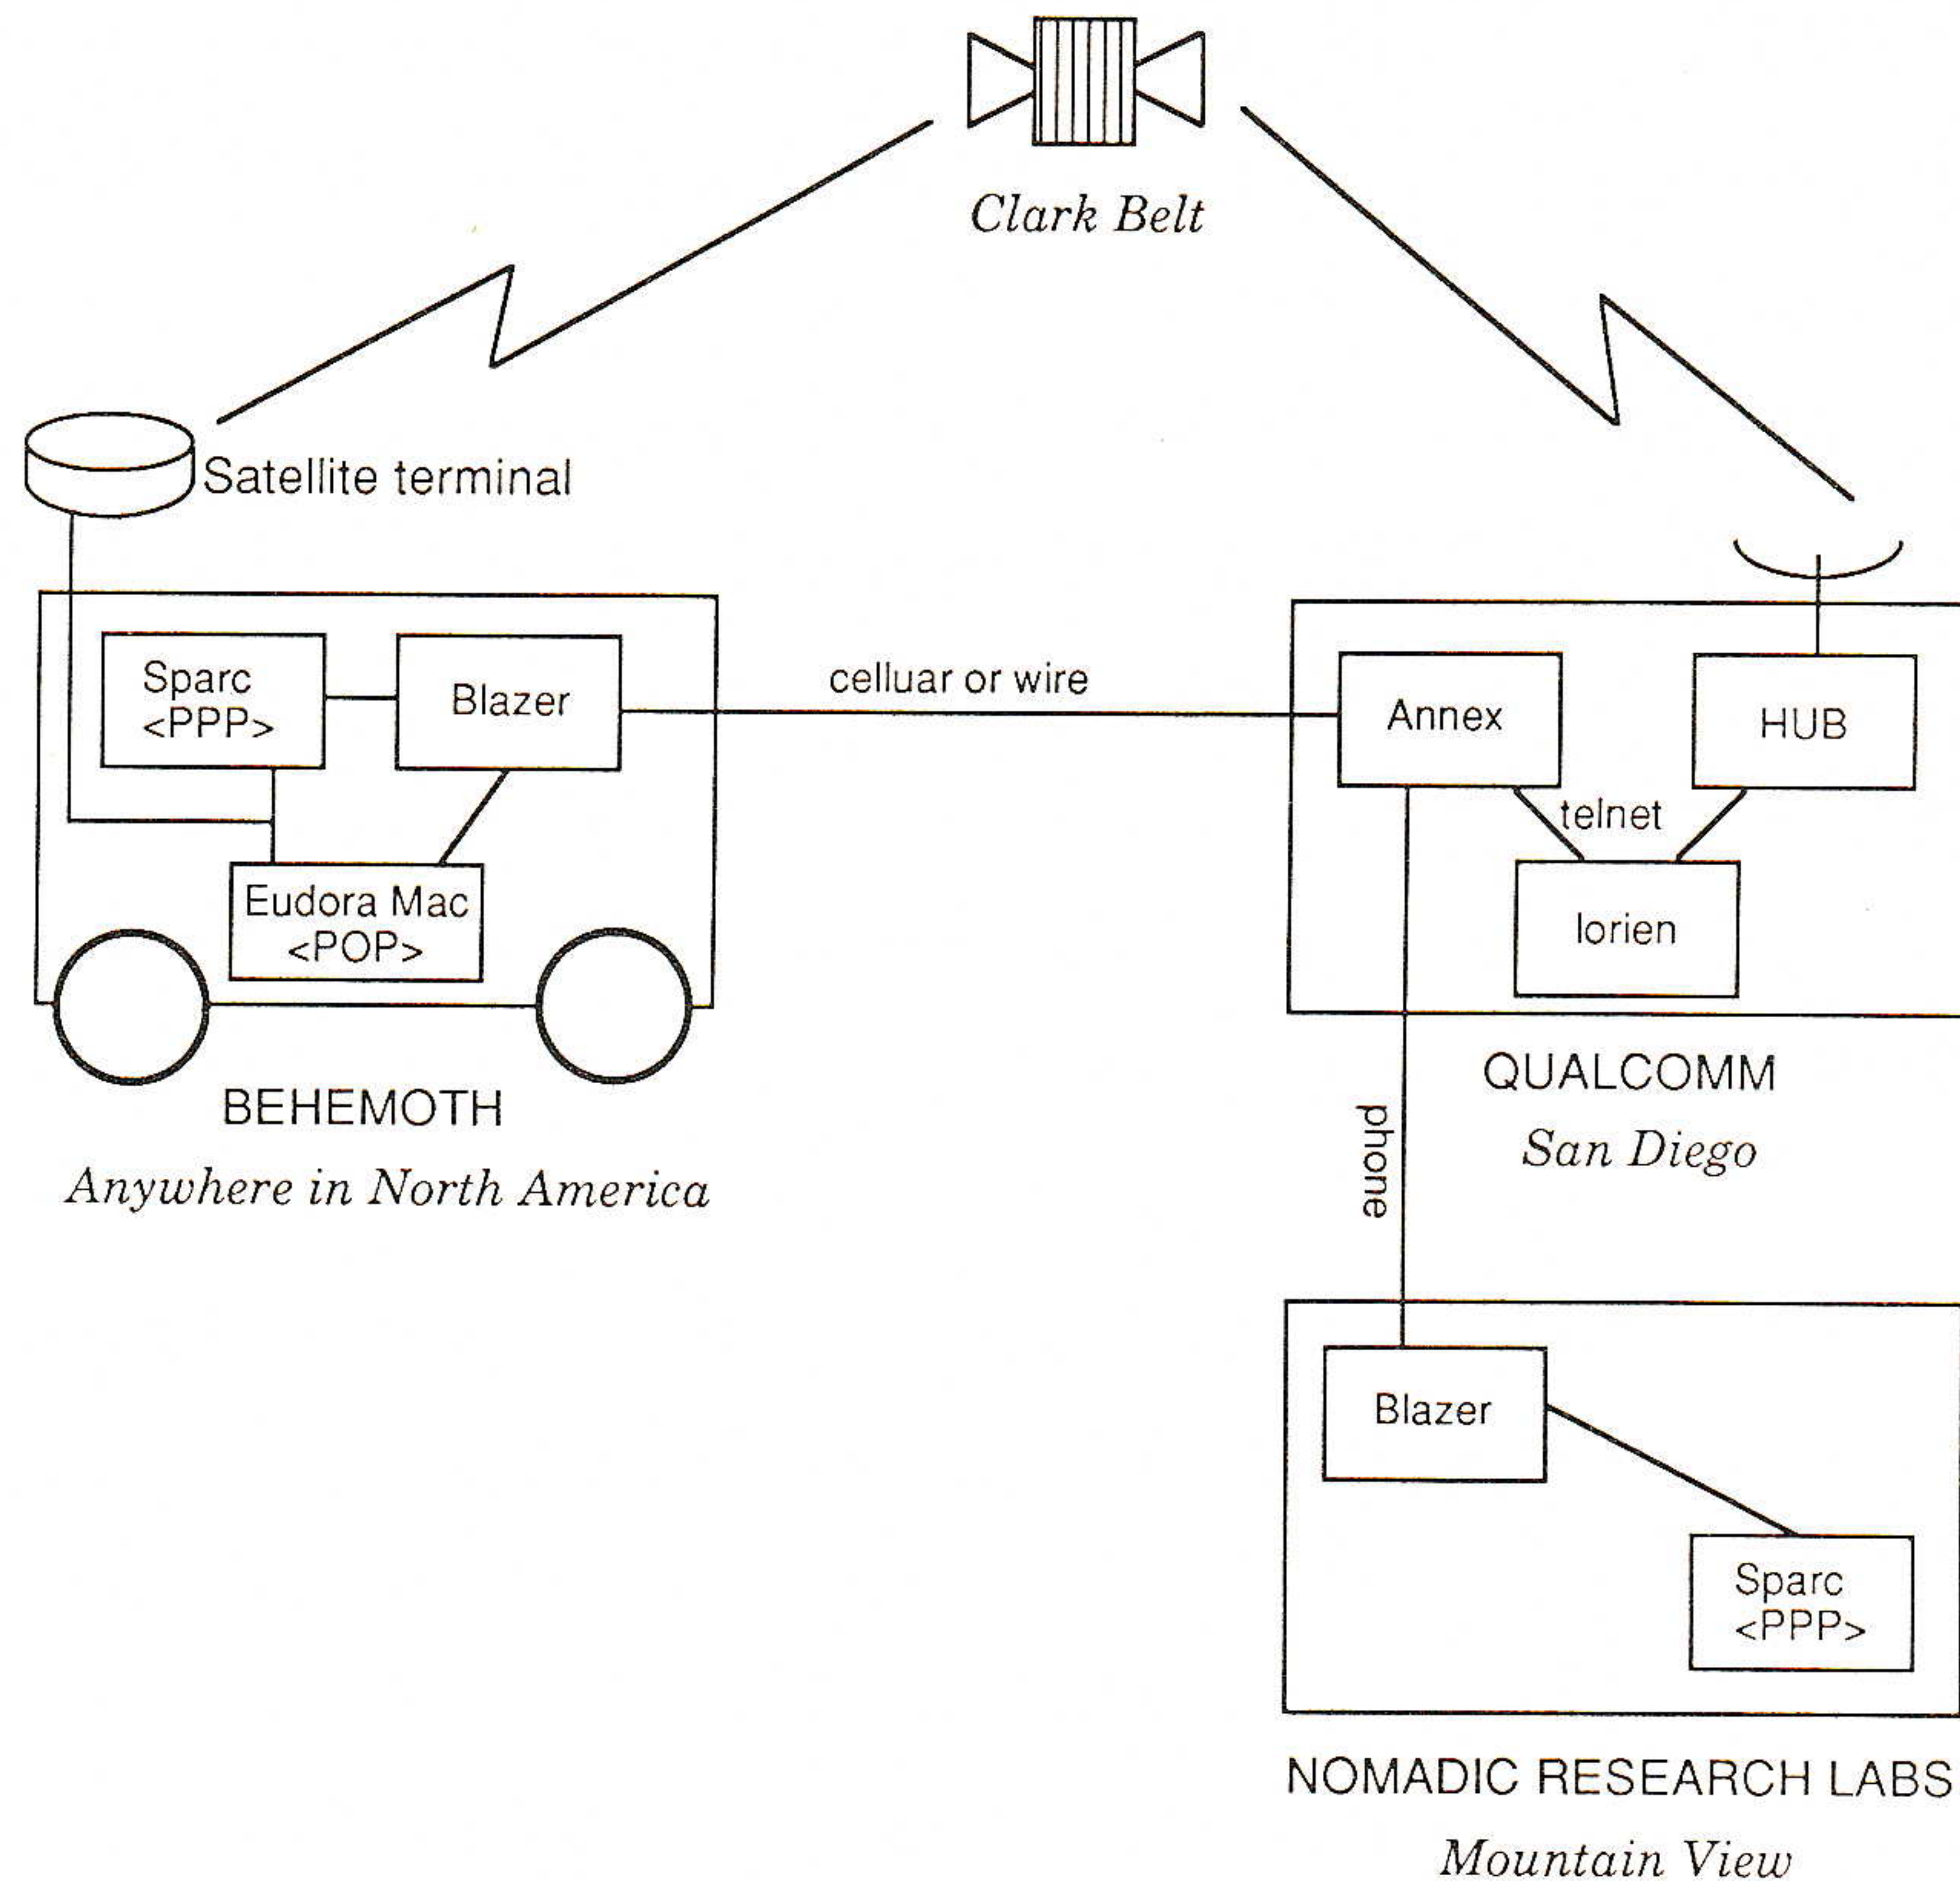 Clark Belt
Satellite terminal
Sparc
<PPP>
Blazer
Eudora Mac
<POP>
BEHEMOTH
Anywhere in North America
celluar or wire
Annex
HUB
telnet
lorien
QUALCOMM
San Diego
phone
Blazer
Sparc
<PPP>
NOMADIC RESEARCH LABS
Mountain View